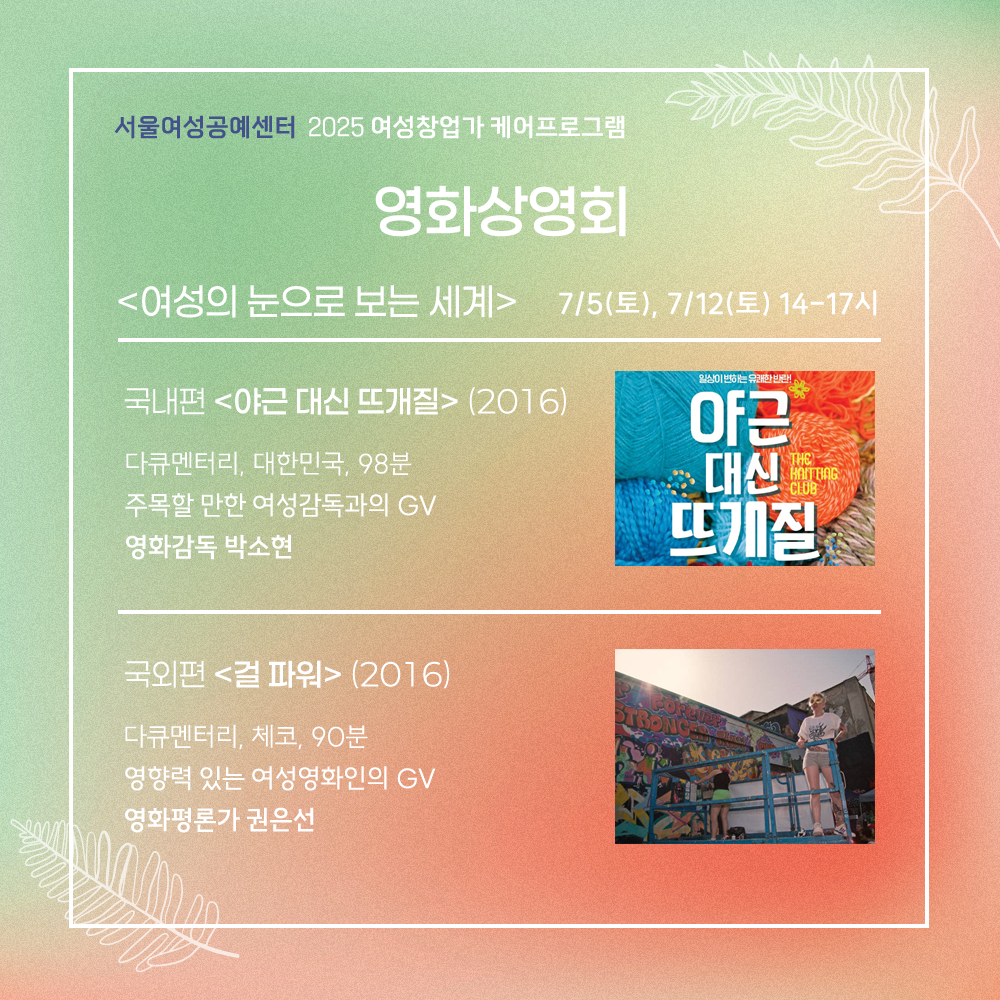 서울여성공예센터 2025 여성창업가 케어프로그램
영화상영회
<여성의 눈으로 보는 세계> 7/5(토), 7/12(토) 14-17시
국내편 <야근 대신 뜨개질> (2016)
다큐멘터리, 대한민국, 98분
주목할 만한 여성감독과의 GV
영화감독 박소현
일상이 변하는 유쾌한 반란!
야근
대신
THE
KNITTING
CLUB
뜨개질
국외편 <걸 파워> (2016)
다큐멘터리, 체코, 90분
영향력 있는 여성영화인의 GV
영화평론가 권은선
FOREVER
STRONG